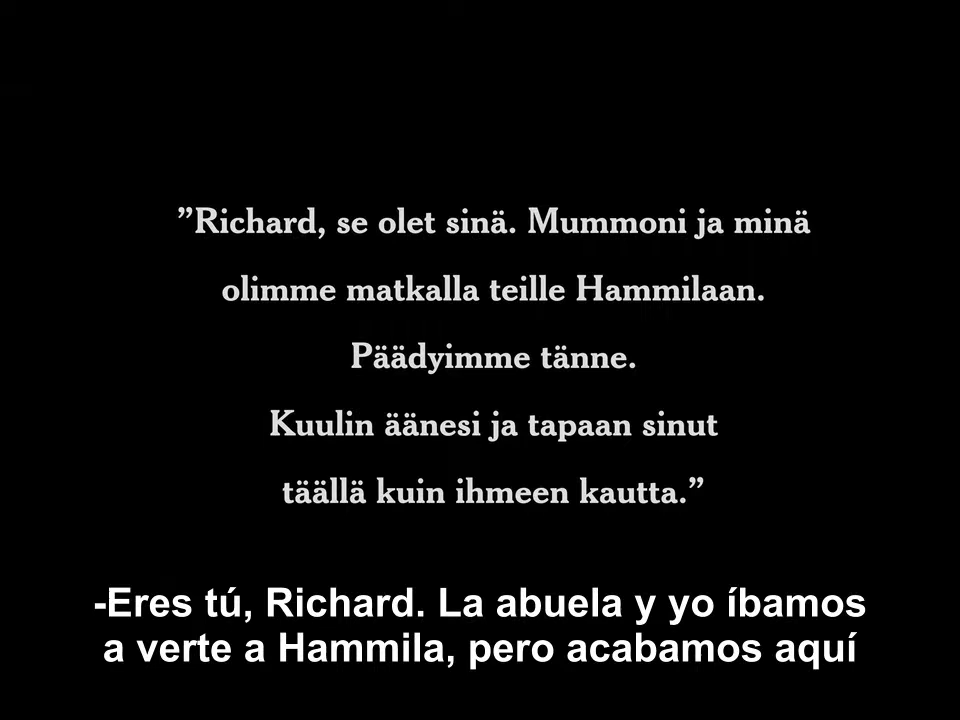 ”Richard, se olet sinä. Mummoni ja minä
olimme matkalla teille Hammilaan.
Päädyimme tänne.
Kuulin äänesi ja tapaan sinut
täällä kuin ihmeen kautta.”
-Eres tú, Richard. La abuela y yo íbamos
a verte a Hammila, pero acabamos aquí